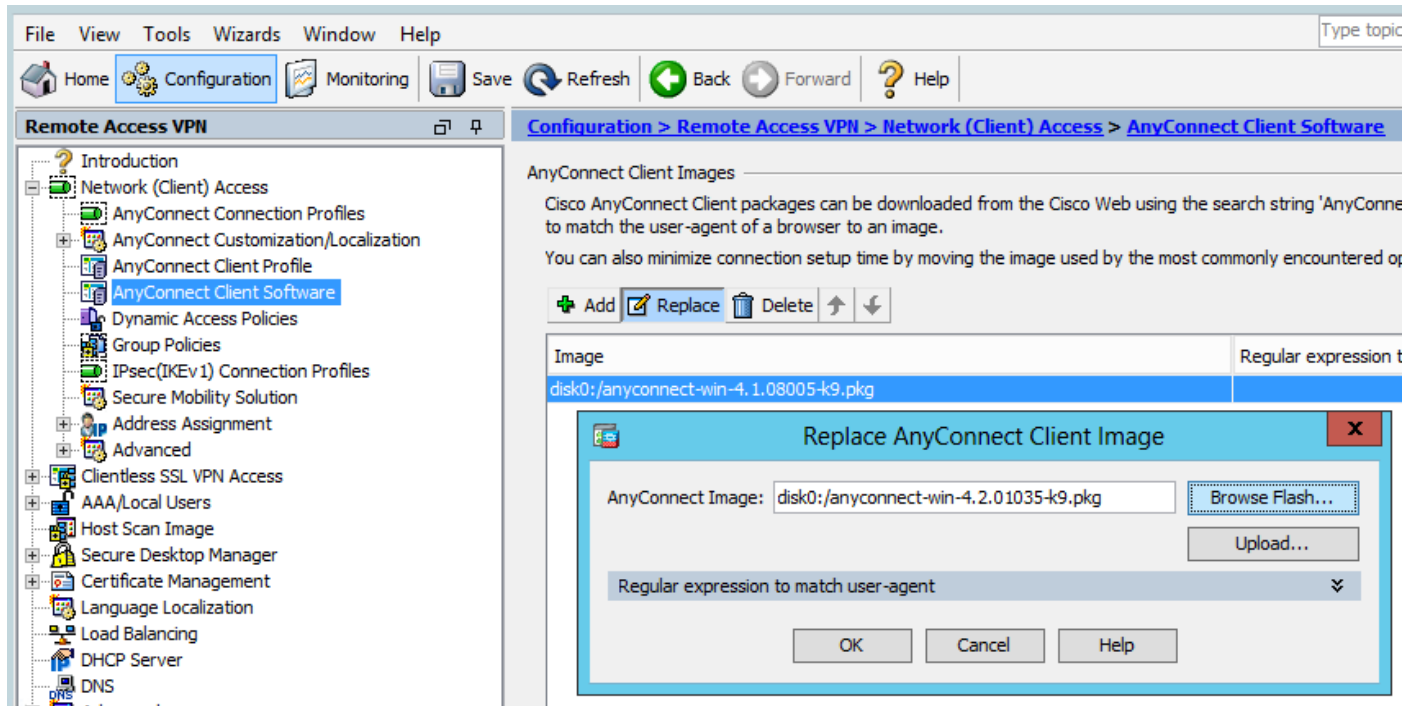 File View Tools Wizards Window Help
Type topic
Home Configuration Monitoring Save Refresh Back Forward Help
Remote Access VPN
Introduction
Network (Client) Access
AnyConnect Connection Profiles
AnyConnect Customization/Localization
AnyConnect Client Profile
AnyConnect Client Software
Dynamic Access Policies
Group Policies
IPsec(IKEv1) Connection Profiles
Secure Mobility Solution
Address Assignment
Advanced
Clientless SSL VPN Access
AAA/Local Users
Host Scan Image
Secure Desktop Manager
Certificate Management
Language Localization
Load Balancing
DHCP Server
DNS
Configuration > Remote Access VPN > Network (Client) Access > AnyConnect Client Software
AnyConnect Client Images
Cisco AnyConnect Client packages can be downloaded from the Cisco Web using the search string 'AnyConne
to match the user-agent of a browser to an image.
You can also minimize connection setup time by moving the image used by the most commonly encountered op
Add Replace Delete
Image Regular expression t
disk0:/anyconnect-win-4.1.08005-k9.pkg
Replace AnyConnect Client Image
x
AnyConnect Image: disk0:/anyconnect-win-4.2.01035-k9.pkg Browse Flash...
Upload...
Regular expression to match user-agent
OK Cancel Help